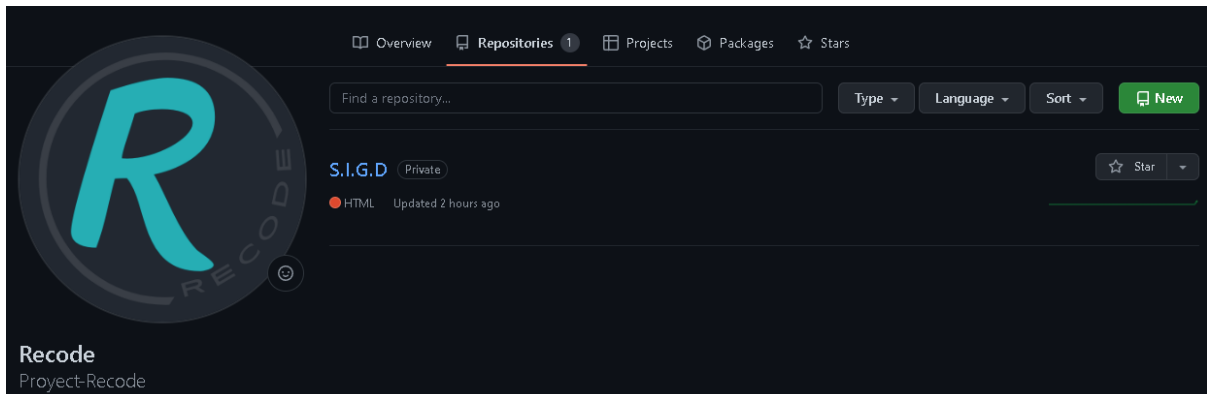 Overview Repositories 1 Projects Packages Stars
Find a repository... Type Language Sort New
S.I.G.D Private Star
HTML Updated 2 hours ago
R
RECODE
Recode
Proyect-Recode